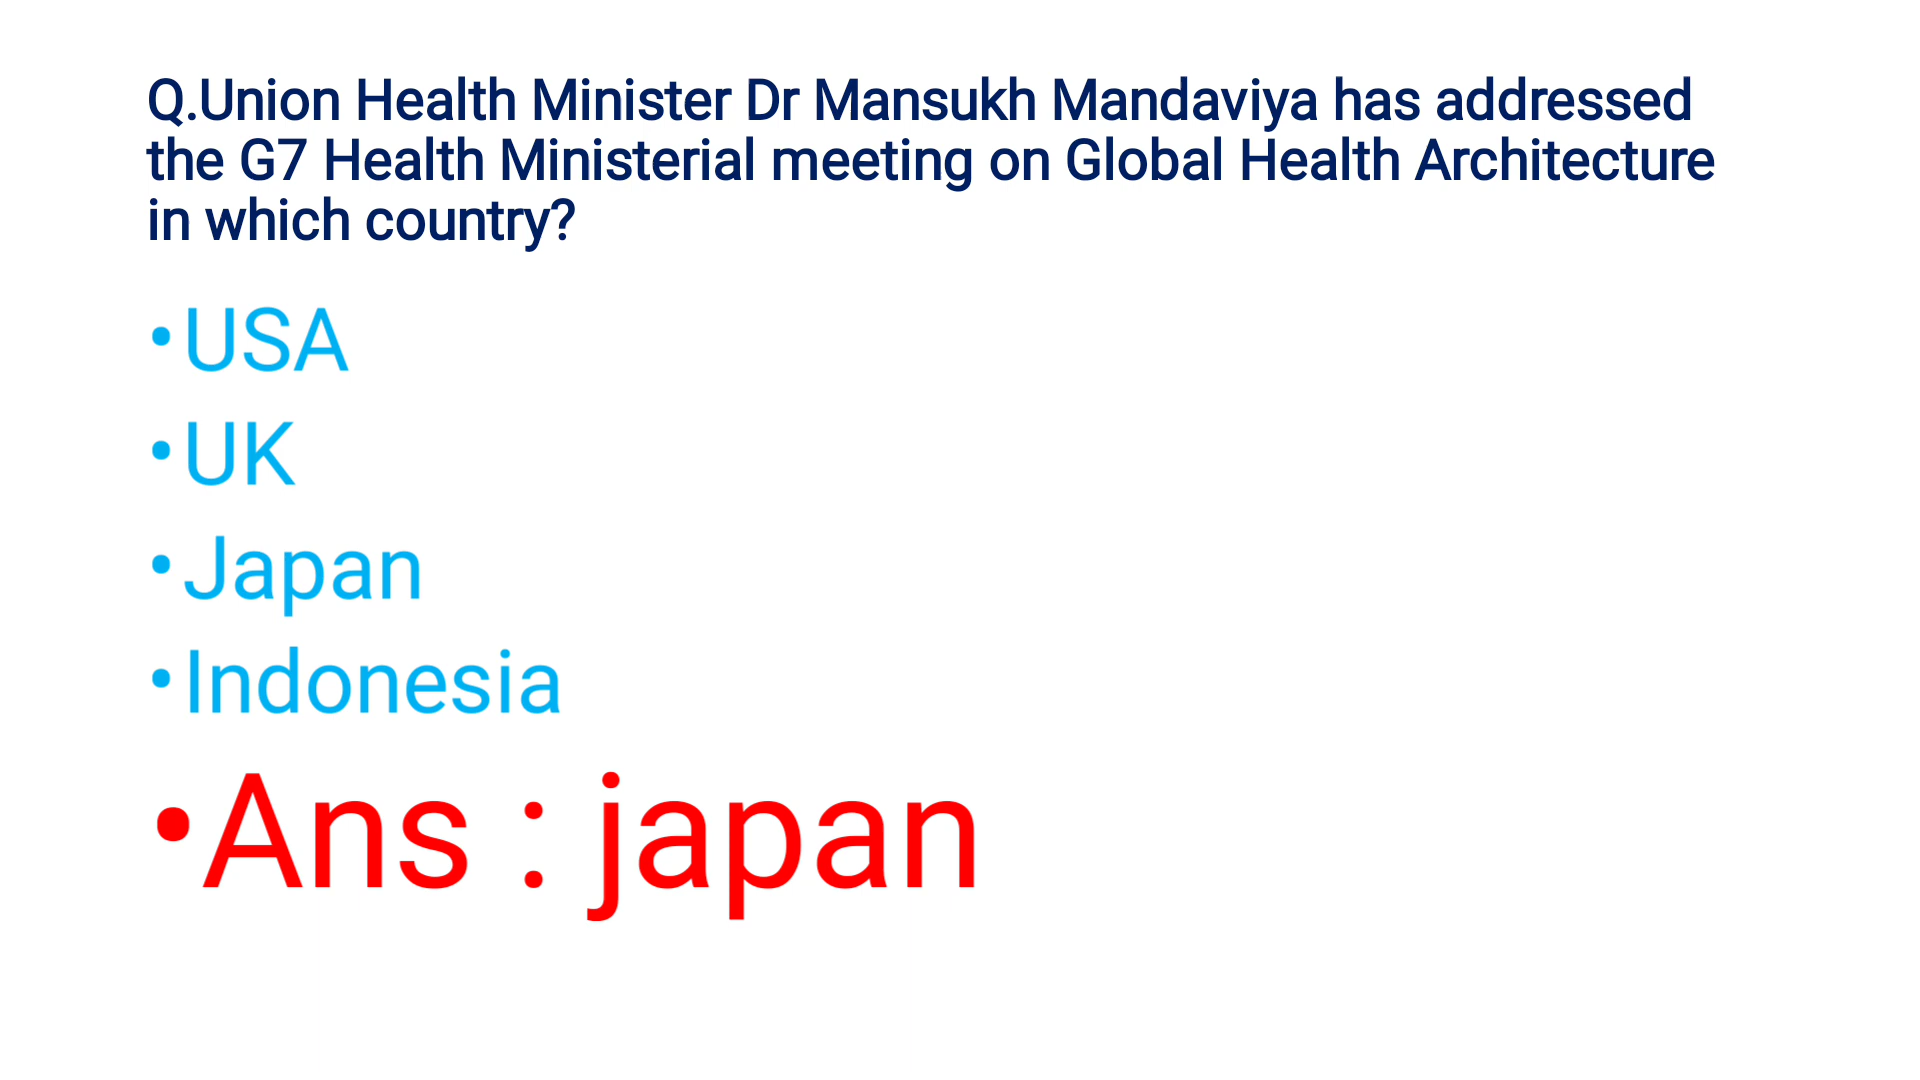 Q.Union Health Minister Dr Mansukh Mandaviya has addressed
the G7 Health Ministerial meeting on Global Health Architecture
in which country?
•USA
•UK
•Japan
•Indonesia
•Ans : japan